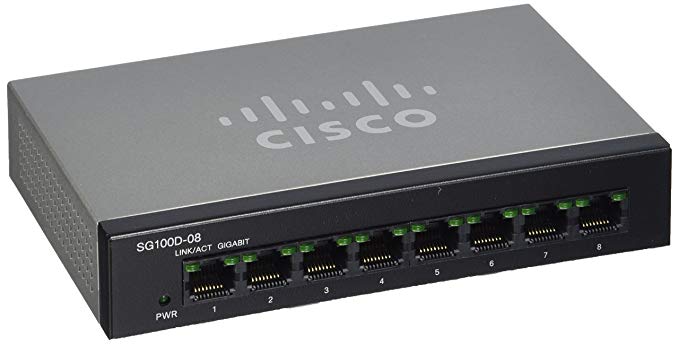 CISCO
SG100D-08
LINK/ACT GIGABIT
PWR
1 2 3 4 5 6 7 8